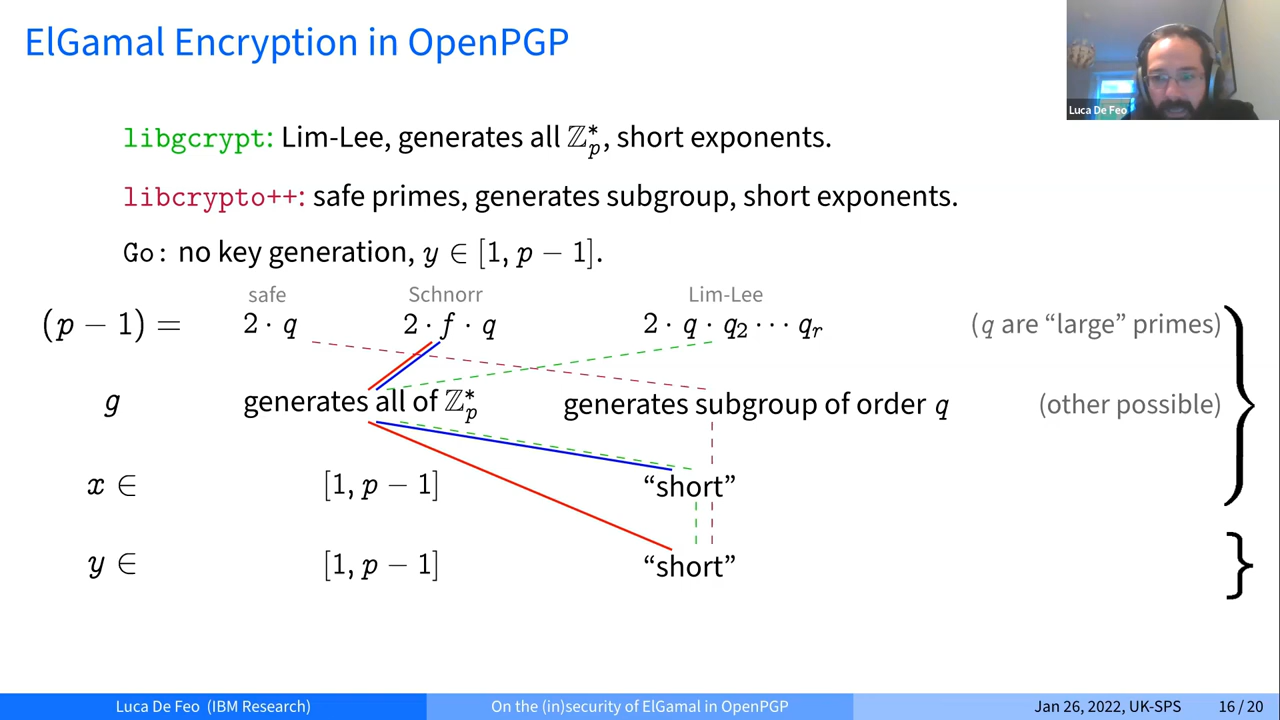 ElGamal Encryption in OpenPGP
Luca De Feo
libgcrypt: Lim-Lee, generates all ℤ*ₚ, short exponents.
libcrypto++: safe primes, generates subgroup, short exponents.
Go: no key generation, y ∈ [1, p − 1].
safe Schnorr Lim-Lee
(p − 1) = 2 · q 2 · f · q 2 · q · q₂ ··· qᵣ (q are “large” primes)
g generates all of ℤ*ₚ generates subgroup of order q (other possible)
x ∈ [1, p − 1] “short”
y ∈ [1, p − 1] “short”
Luca De Feo (IBM Research) On the (in)security of ElGamal in OpenPGP Jan 26, 2022, UK-SPS 16 / 20